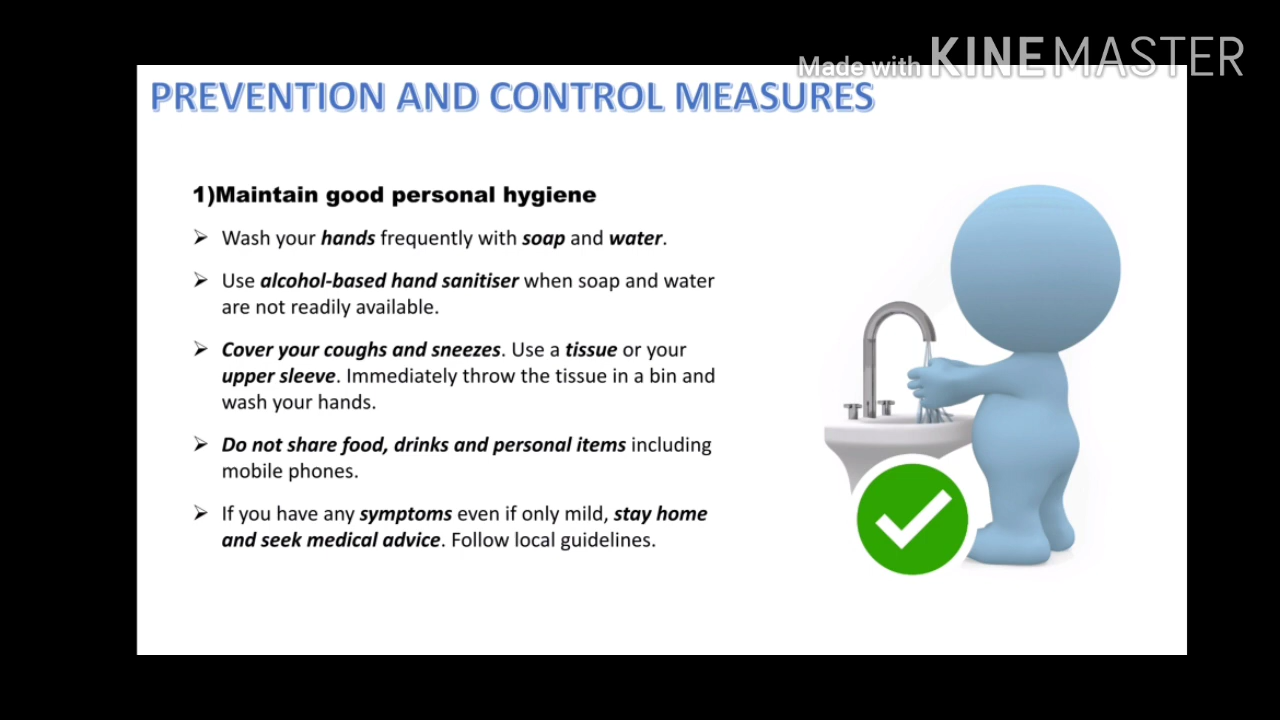 Made with KINEMASTER
PREVENTION AND CONTROL MEASURES
1)Maintain good personal hygiene
➢ Wash your hands frequently with soap and water.
➢ Use alcohol-based hand sanitiser when soap and water
are not readily available.
➢ Cover your coughs and sneezes. Use a tissue or your
upper sleeve. Immediately throw the tissue in a bin and
wash your hands.
➢ Do not share food, drinks and personal items including
mobile phones.
➢ If you have any symptoms even if only mild, stay home
and seek medical advice. Follow local guidelines.